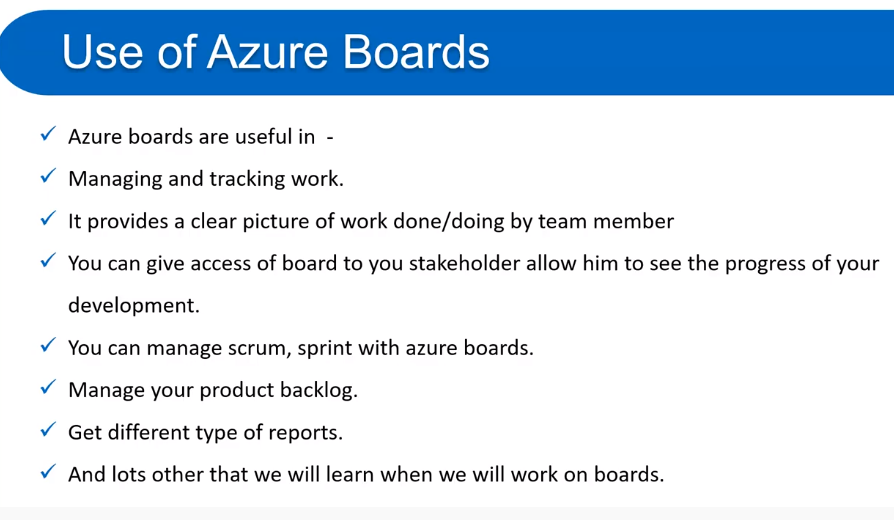 Use of Azure Boards
Azure boards are useful in -
Managing and tracking work.
It provides a clear picture of work done/doing by team member
You can give access of board to you stakeholder allow him to see the progress of your
development.
You can manage scrum, sprint with azure boards.
Manage your product backlog.
Get different type of reports.
And lots other that we will learn when we will work on boards.